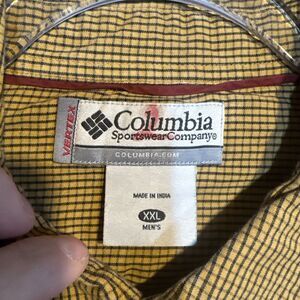 VERTEX
Columbia
Sportswear Company®
COLUMBIA.COM
MADE IN INDIA
XXL
MEN'S